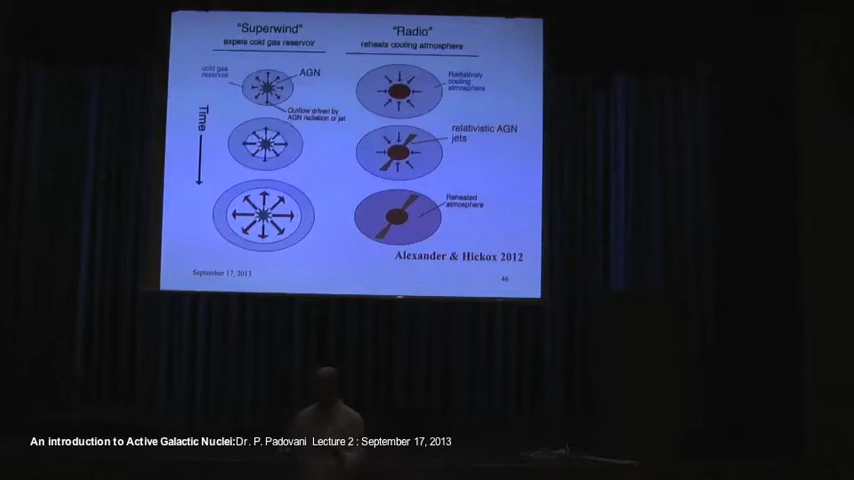 "Superwind"
expels cold gas reservoir
"Radio"
reheats cooling atmosphere
cold gas
reservoir
AGN
Outflow driven by
AGN radiation or jet
Time
cooling
atmosphere
relativistic AGN
jets
Reheated
atmosphere
Alexander & Hickox 2012
September 17, 2013
46
An introduction to Active Galactic Nuclei:Dr. P. Padovani Lecture 2 : September 17, 2013